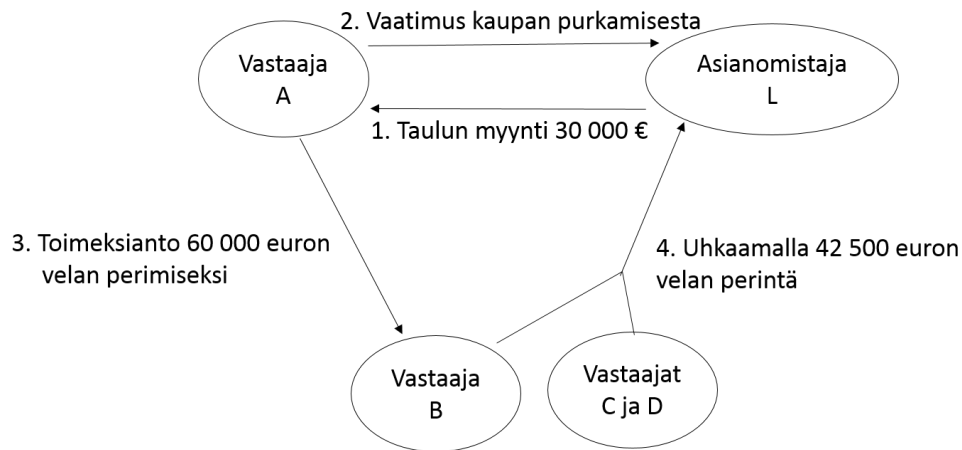 2. Vaatimus kaupan purkamisesta
Vastaaja
A
Asianomistaja
L
1. Taulun myynti 30 000 €
3. Toimeksianto 60 000 euron
velan perimiseksi
4. Uhkaamalla 42 500 euron
velan perintä
Vastaaja
B
Vastaajat
C ja D